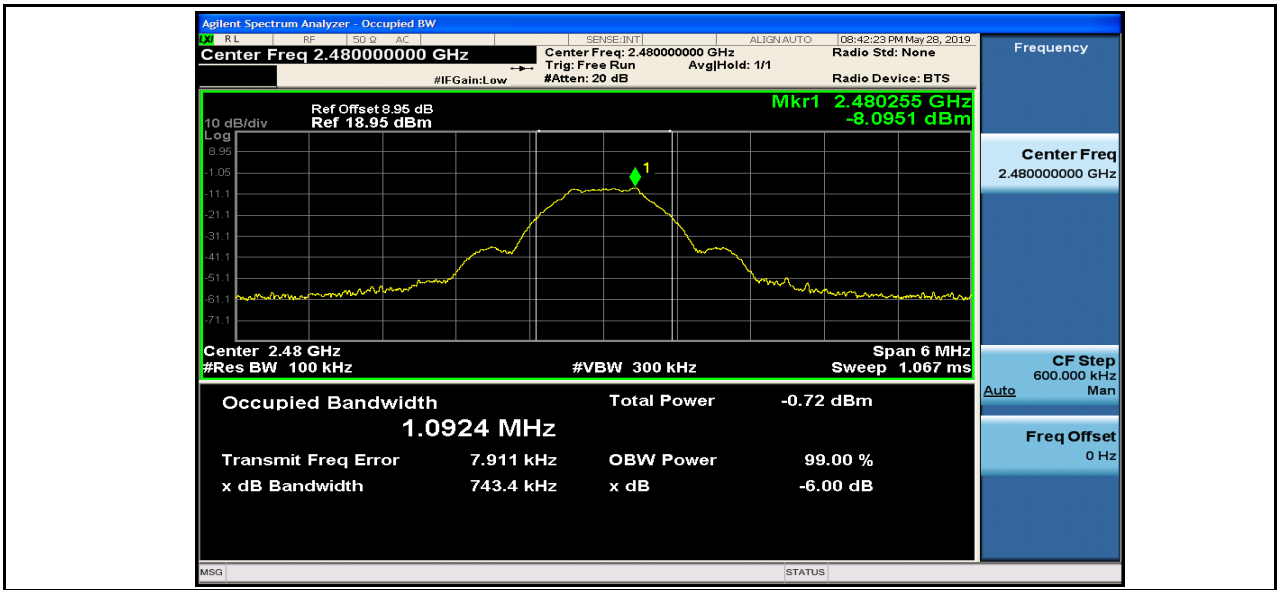 Agilent Spectrum Analyzer - Occupied BW
LXI RL RF 50 Ω AC SENSE:INT ALIGN AUTO 08:42:23 PM May 28, 2019
Center Freq 2.480000000 GHz
Center Freq: 2.480000000 GHz Radio Std: None
Trig: Free Run Avg|Hold: 1/1
#IFGain:Low #Atten: 20 dB Radio Device: BTS
Ref Offset 8.95 dB
10 dB/div Ref 18.95 dBm
Mkr1 2.480255 GHz
-8.0951 dBm
Log
8.95
-1.05
-11.1
-21.1
-31.1
-41.1
-51.1
-61.1
-71.1
1
Center 2.48 GHz Span 6 MHz
#Res BW 100 kHz #VBW 300 kHz Sweep 1.067 ms
Occupied Bandwidth Total Power -0.72 dBm
1.0924 MHz
Transmit Freq Error 7.911 kHz OBW Power 99.00 %
x dB Bandwidth 743.4 kHz x dB -6.00 dB
Frequency
Center Freq
2.480000000 GHz
CF Step
600.000 kHz
Auto Man
Freq Offset
0 Hz
MSG STATUS